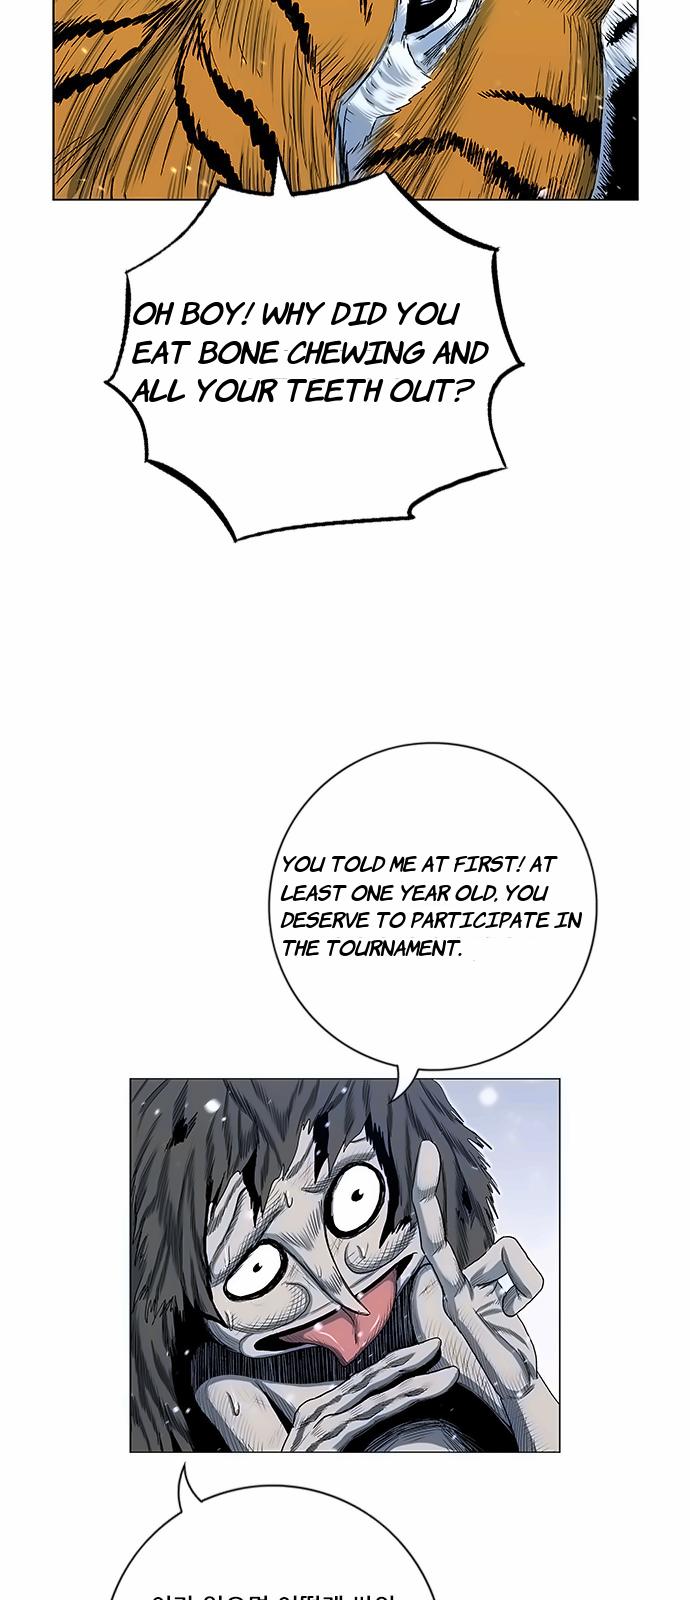 OH BOY! WHY DID YOU
EAT BONE CHEWING AND
ALL YOUR TEETH OUT?
YOU TOLD ME AT FIRST! AT
LEAST ONE YEAR OLD, YOU
DESERVE TO PARTICIPATE IN
THE TOURNAMENT.